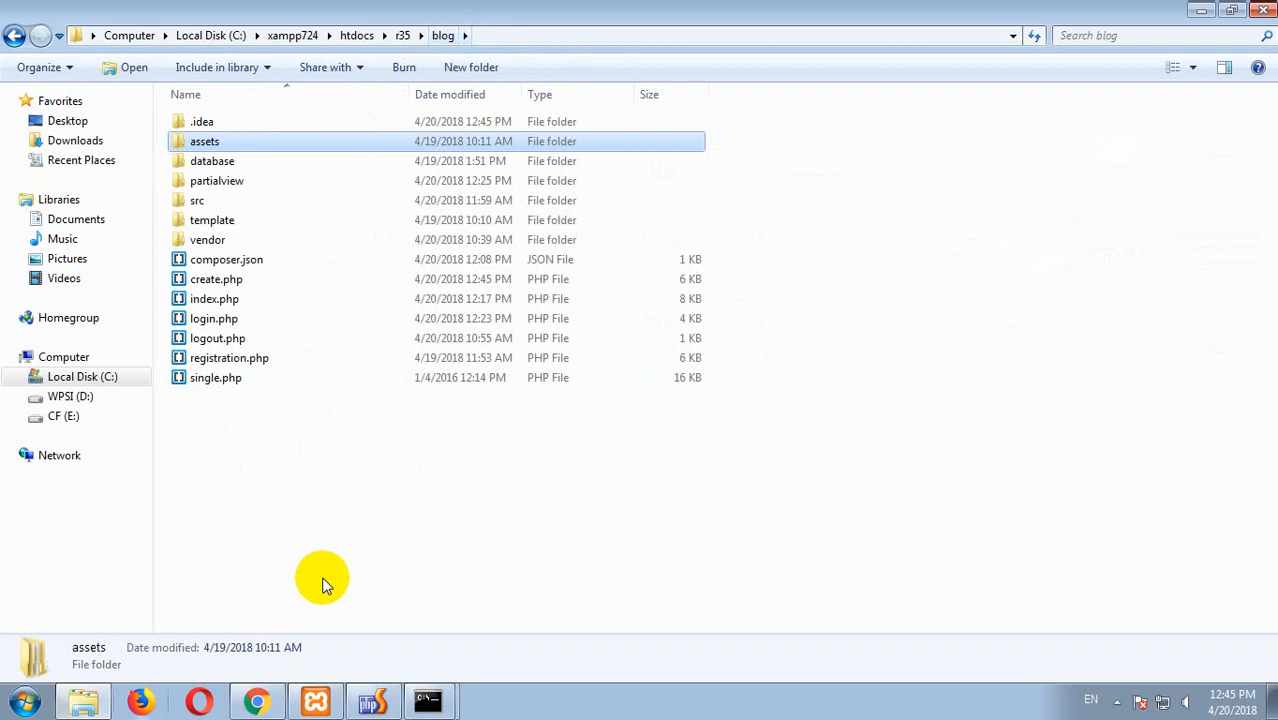 Computer Local Disk (C:) xampp724 htdocs r35 blog Search blog
Organize Open Include in library Share with Burn New folder
Name Date modified Type Size
Favorites
Desktop
Downloads
Recent Places
Libraries
Documents
Music
Pictures
Videos
Homegroup
Computer
Local Disk (C:)
WPSI (D:)
CF (E:)
Network
.idea 4/20/2018 12:45 PM File folder
assets 4/19/2018 10:11 AM File folder
database 4/19/2018 1:51 PM File folder
partialview 4/20/2018 12:25 PM File folder
src 4/20/2018 11:59 AM File folder
template 4/19/2018 10:10 AM File folder
vendor 4/20/2018 10:39 AM File folder
composer.json 4/20/2018 12:08 PM JSON File 1 KB
create.php 4/20/2018 12:45 PM PHP File 6 KB
index.php 4/20/2018 12:17 PM PHP File 8 KB
login.php 4/20/2018 12:23 PM PHP File 4 KB
logout.php 4/20/2018 10:55 AM PHP File 1 KB
registration.php 4/19/2018 11:53 AM PHP File 6 KB
single.php 1/4/2016 12:14 PM PHP File 16 KB
assets Date modified: 4/19/2018 10:11 AM
File folder
php
C:\
EN
12:45 PM
4/20/2018